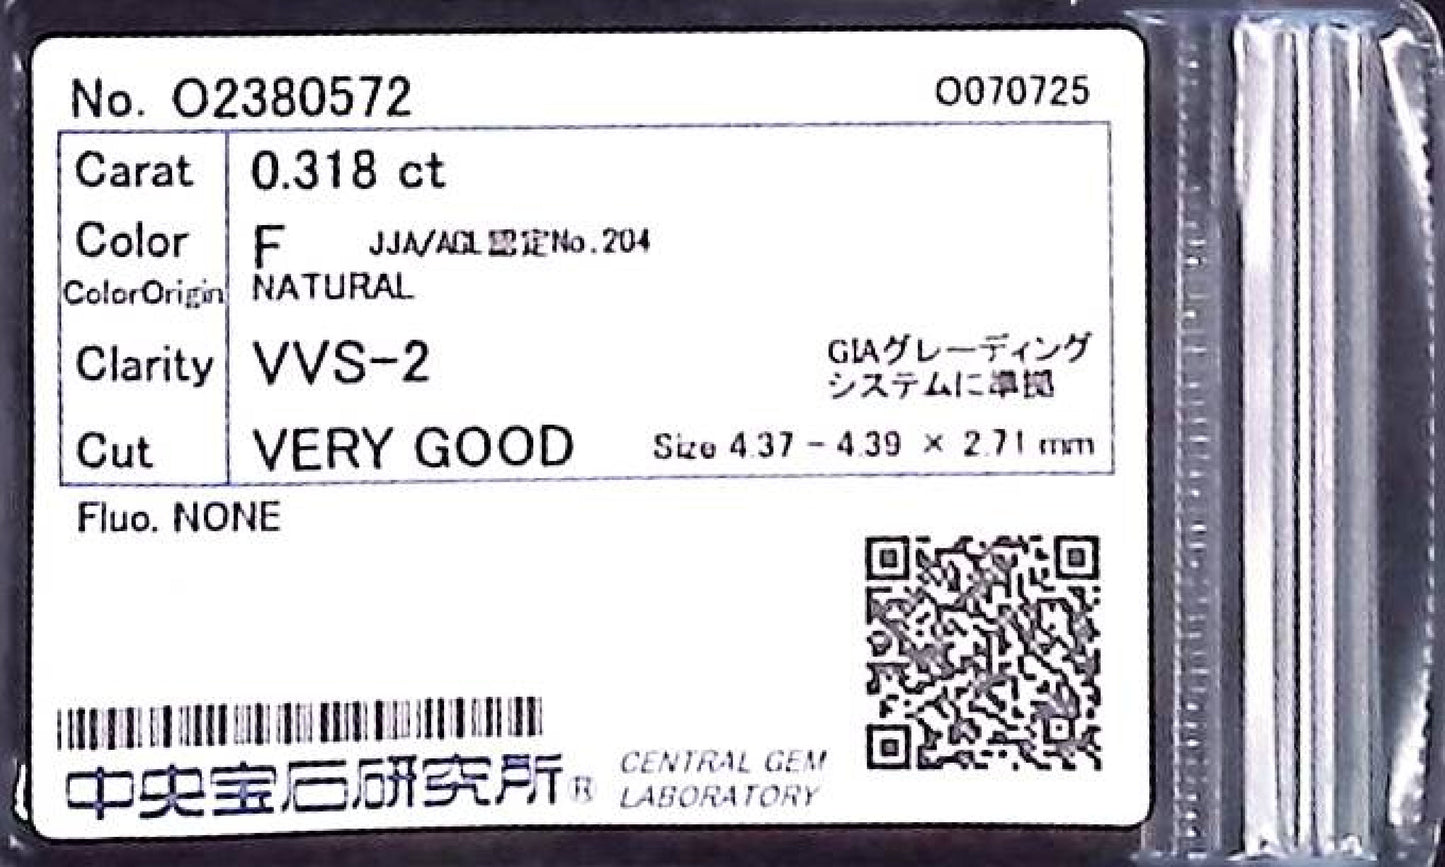 No. O2380572 O070725
Carat 0.318 ct
Color F JJA/AGL認定No.204
ColorOrigin NATURAL
Clarity VVS-2 GIAグレーディング
システムに準拠
Cut VERY GOOD Size 4.37 - 4.39 × 2.71 mm
Fluo. NONE
中央宝石研究所® CENTRAL GEM
LABORATORY